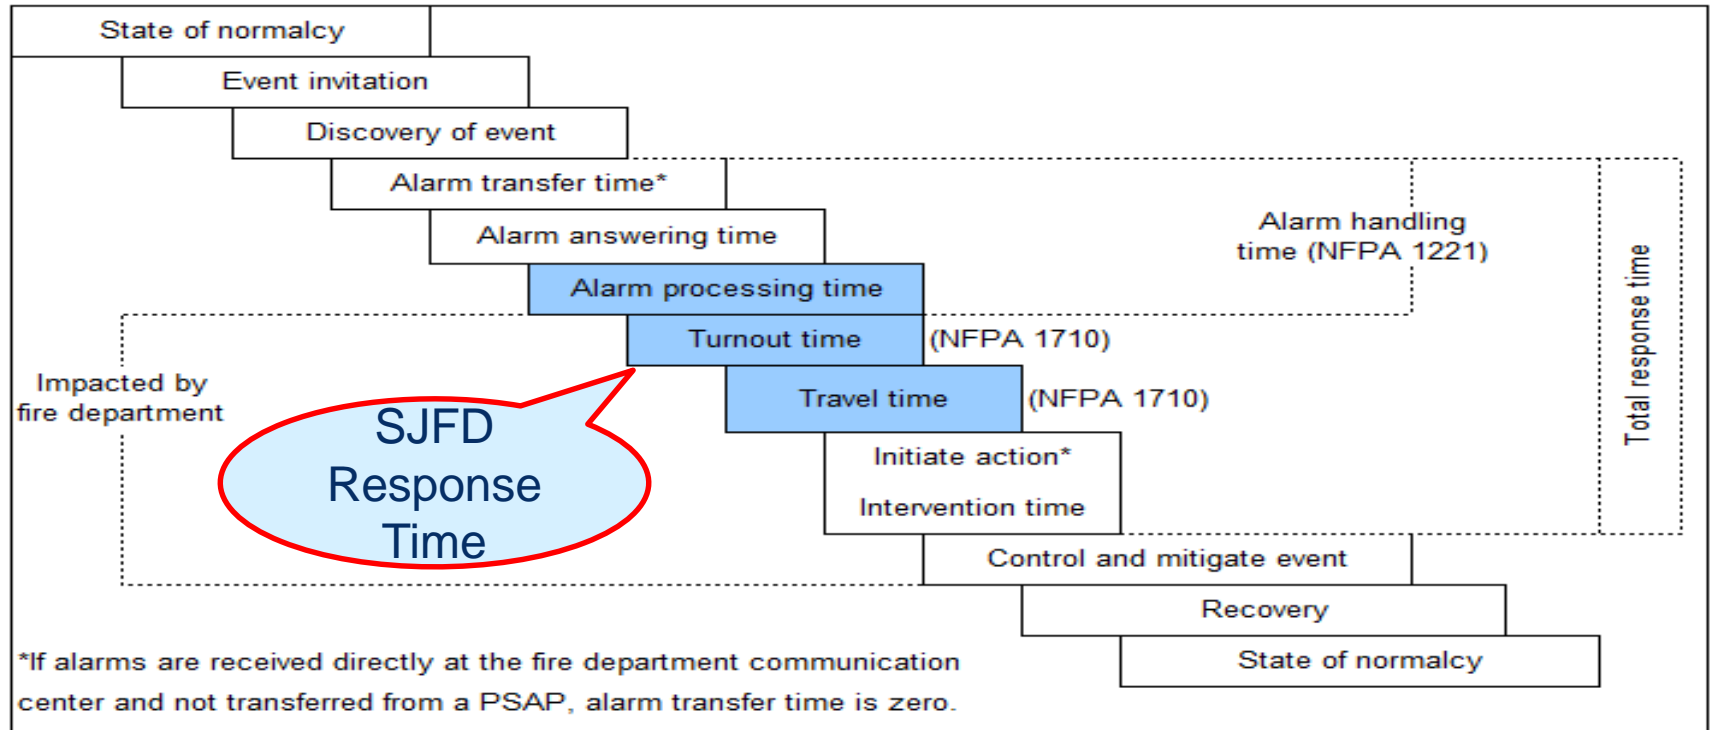 State of normalcy
Event invitation
Discovery of event
Alarm transfer time*
Alarm answering time
Alarm handling
time (NFPA 1221)
Alarm processing time
Turnout time
(NFPA 1710)
Impacted by
fire department
Travel time
(NFPA 1710)
Total response time
SJFD
Response
Time
Initiate action*
Intervention time
Control and mitigate event
Recovery
State of normalcy
*If alarms are received directly at the fire department communication
center and not transferred from a PSAP, alarm transfer time is zero.